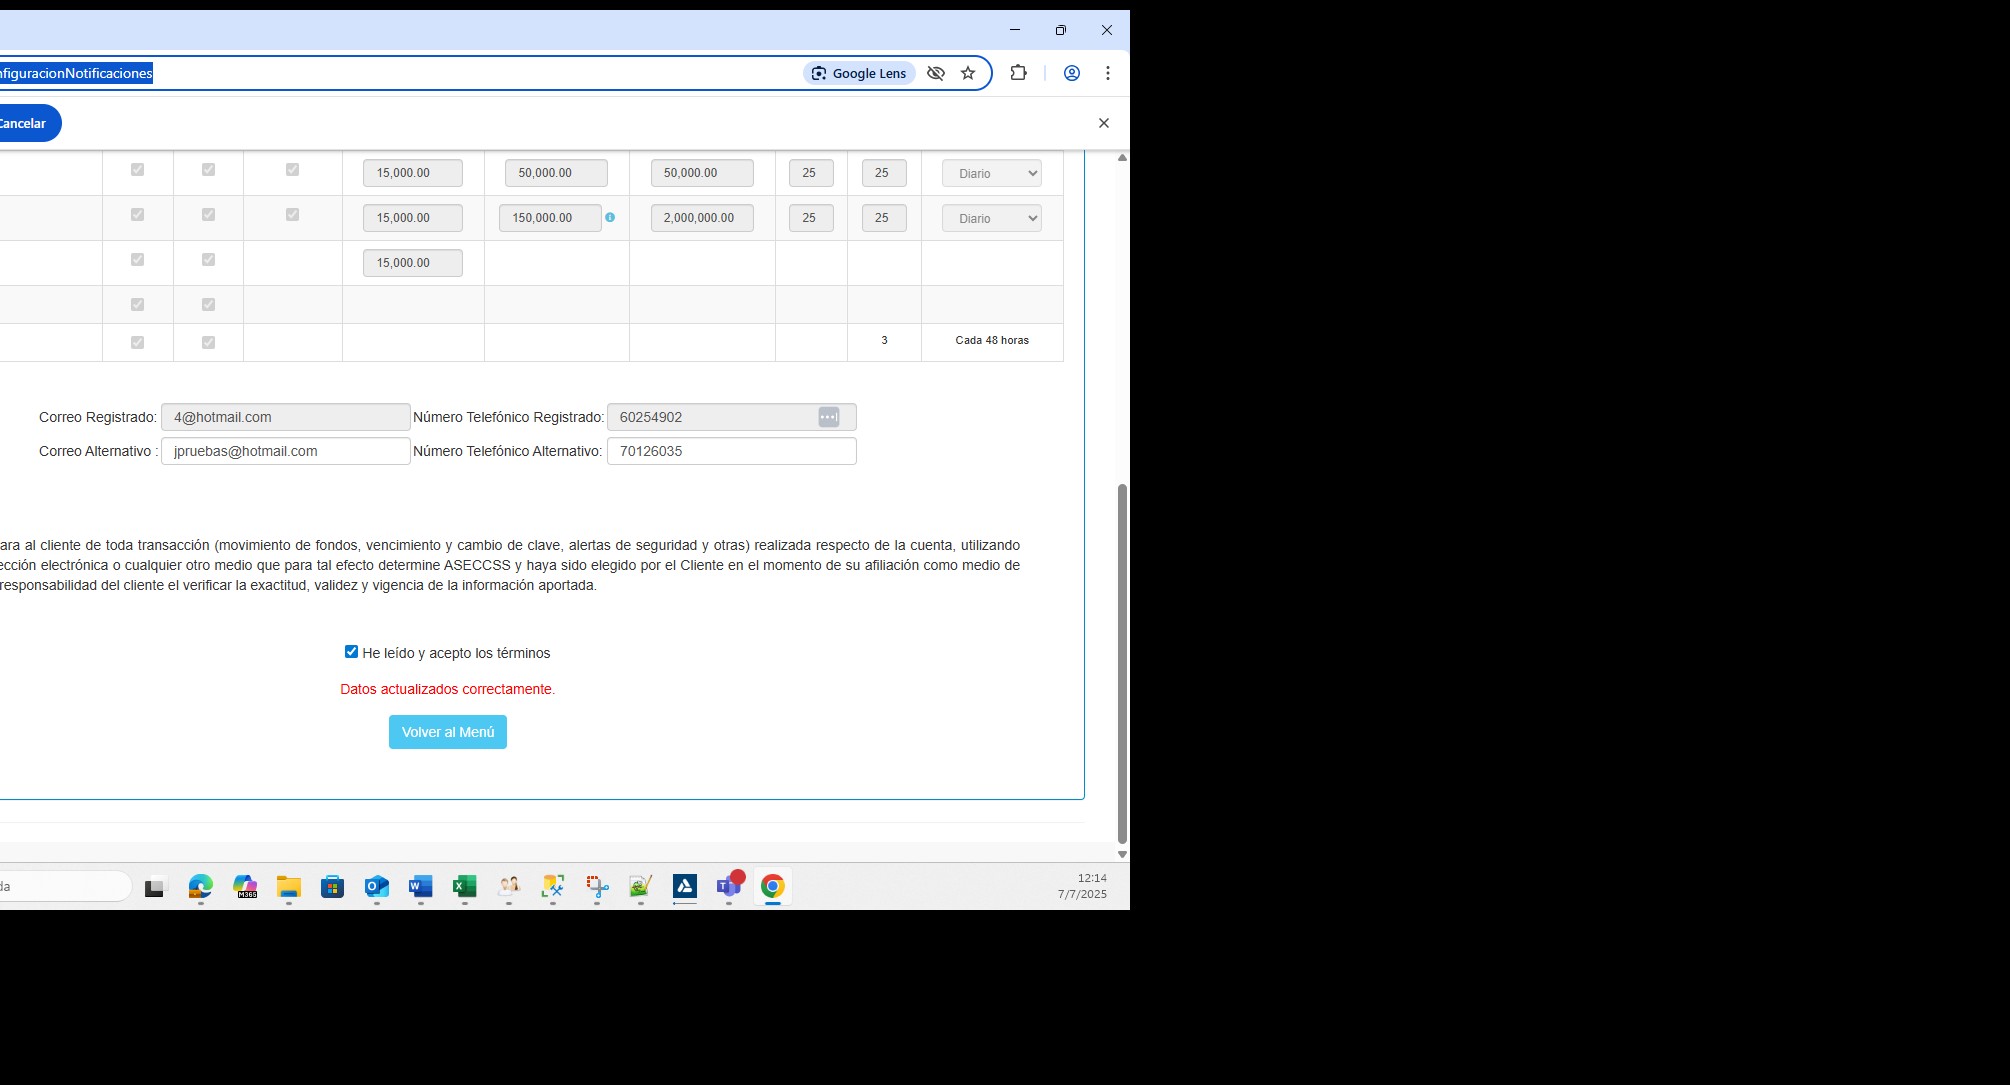 nfiguracionNotificaciones
Google Lens
Cancelar
15,000.00 50,000.00 50,000.00 25 25 Diario
15,000.00 150,000.00 2,000,000.00 25 25 Diario
15,000.00
3 Cada 48 horas
Correo Registrado: 4@hotmail.com Número Telefónico Registrado: 60254902
Correo Alternativo : jpruebas@hotmail.com Número Telefónico Alternativo: 70126035
ara al cliente de toda transacción (movimiento de fondos, vencimiento y cambio de clave, alertas de seguridad y otras) realizada respecto de la cuenta, utilizando
ección electrónica o cualquier otro medio que para tal efecto determine ASECCSS y haya sido elegido por el Cliente en el momento de su afiliación como medio de
responsabilidad del cliente el verificar la exactitud, validez y vigencia de la información aportada.
He leído y acepto los términos
Datos actualizados correctamente.
Volver al Menú
da
M365
12:14
7/7/2025